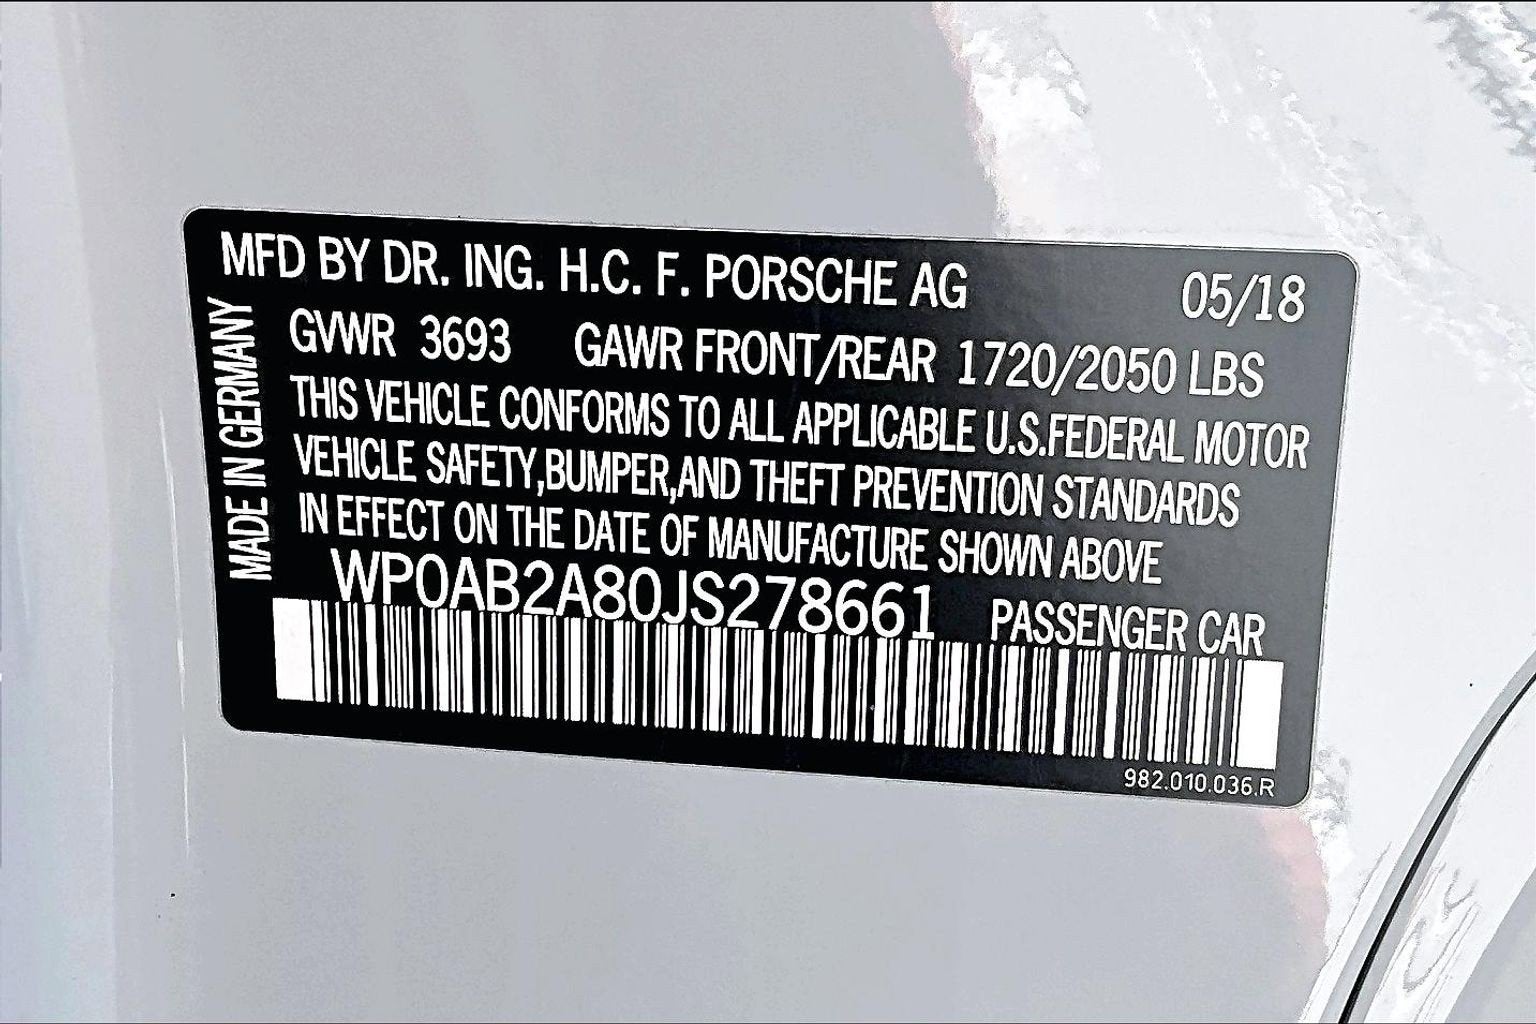 MFD BY DR. ING. H.C. F. PORSCHE AG 05/18
GVWR 3693 GAWR FRONT/REAR 1720/2050 LBS
THIS VEHICLE CONFORMS TO ALL APPLICABLE U.S.FEDERAL MOTOR
VEHICLE SAFETY,BUMPER,AND THEFT PREVENTION STANDARDS
IN EFFECT ON THE DATE OF MANUFACTURE SHOWN ABOVE
WP0AB2A80JS278661 PASSENGER CAR
982.010.036.R
MADE IN GERMANY